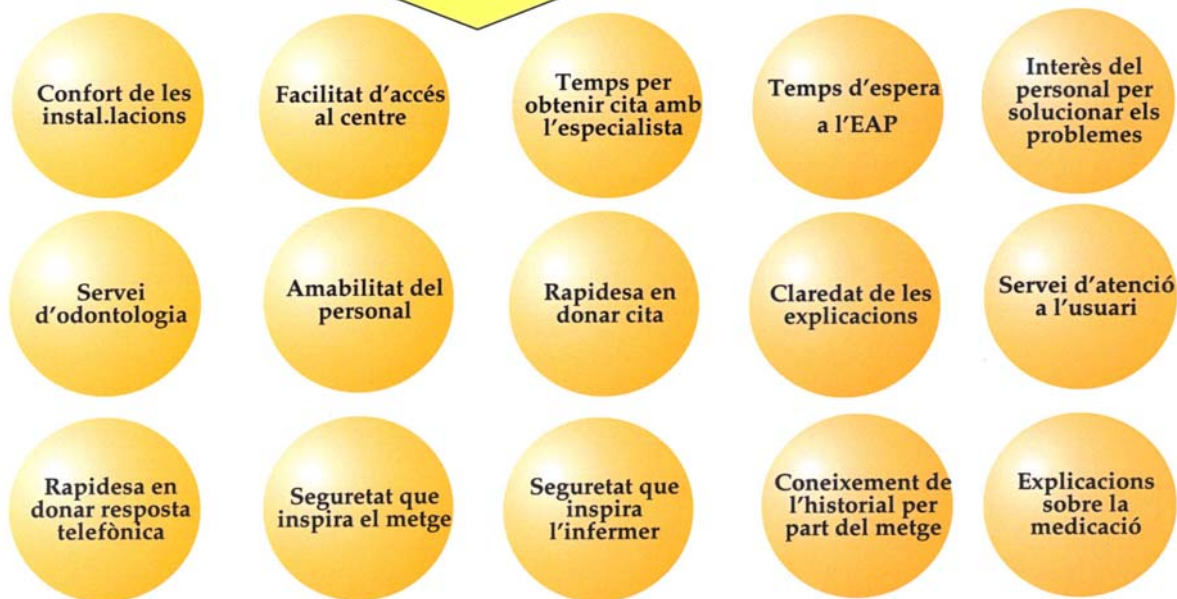 Confort de les
instal.lacions
Facilitat d'accés
al centre
Temps per
obtenir cita amb
l'especialista
Temps d'espera
a l'EAP
Interès del
personal per
solucionar els
problemes
Servei
d'odontologia
Amabilitat del
personal
Rapidesa en
donar cita
Claredat de les
explicacions
Servei d'atenció
a l'usuari
Rapidesa en
donar resposta
telefònica
Seguretat que
inspira el metge
Seguretat que
inspira
l'infermer
Coneixement de
l'historial per
part del metge
Explicacions
sobre la
medicació